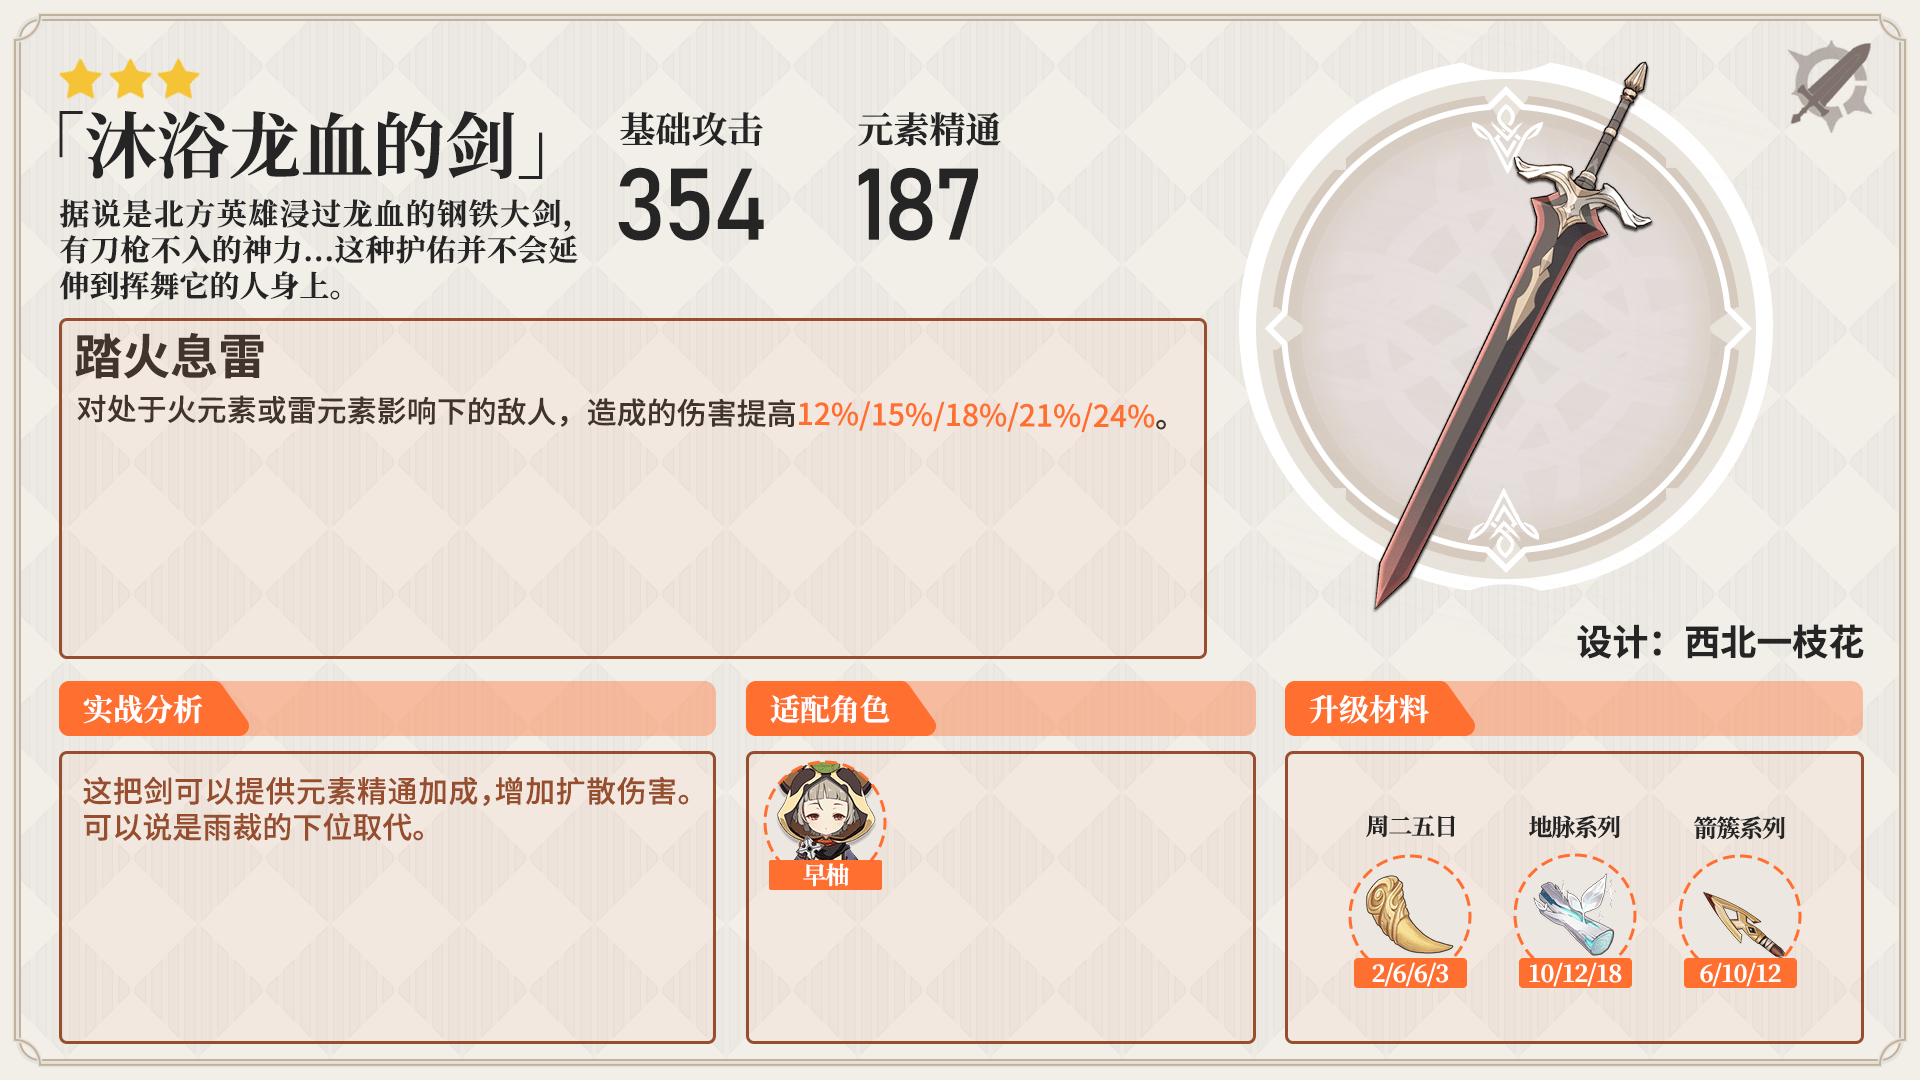 「沐浴龙血的剑」
据说是北方英雄浸过龙血的钢铁大剑,
有刀枪不入的神力...这种护佑并不会延
伸到挥舞它的人身上。
基础攻击
354
元素精通
187
踏火息雷
对处于火元素或雷元素影响下的敌人，造成的伤害提高12%/15%/18%/21%/24%。
设计：西北一枝花
实战分析
这把剑可以提供元素精通加成,增加扩散伤害。
可以说是雨裁的下位取代。
适配角色
早柚
升级材料
周二五日
地脉系列
箭簇系列
2/6/6/3
10/12/18
6/10/12